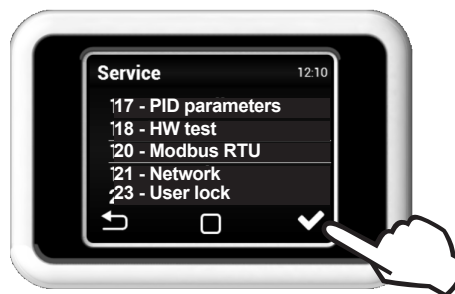 Service 12:10
17 - PID parameters
18 - HW test
20 - Modbus RTU
21 - Network
23 - User lock